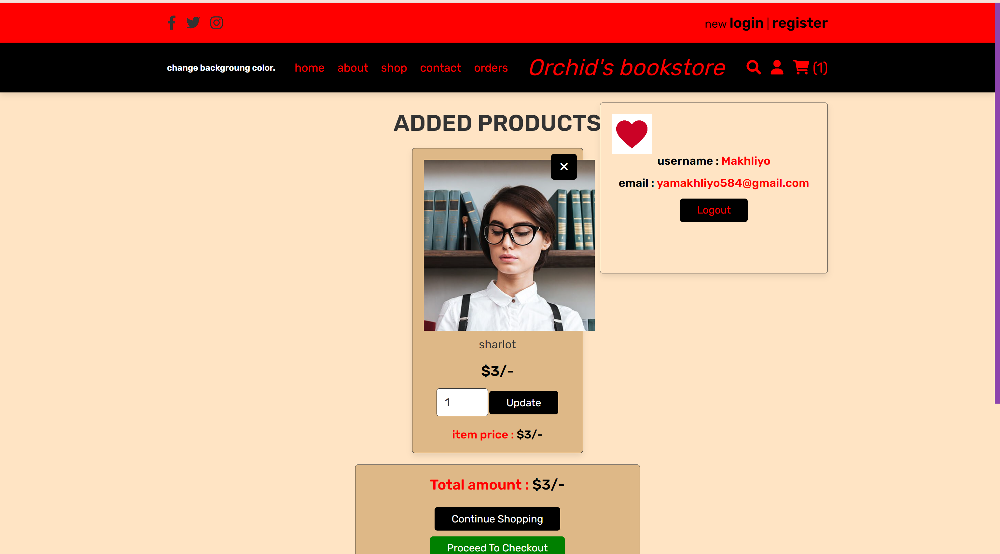 new login | register
change backgroung color.
home about shop contact orders
Orchid's bookstore
(1)
ADDED PRODUCTS
username : Makhliyo
email : yamakhliyo584@gmail.com
Logout
sharlot
$3/-
1 Update
item price : $3/-
Total amount : $3/-
Continue Shopping
Proceed To Checkout